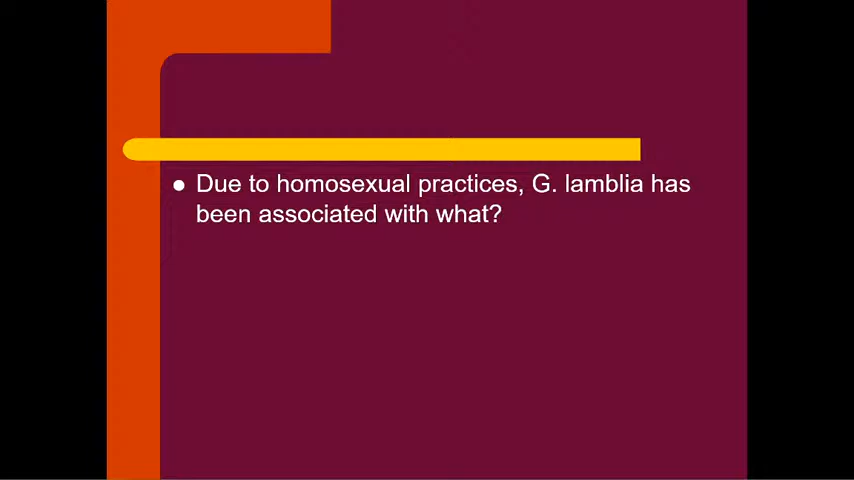 ● Due to homosexual practices, G. lamblia has
been associated with what?